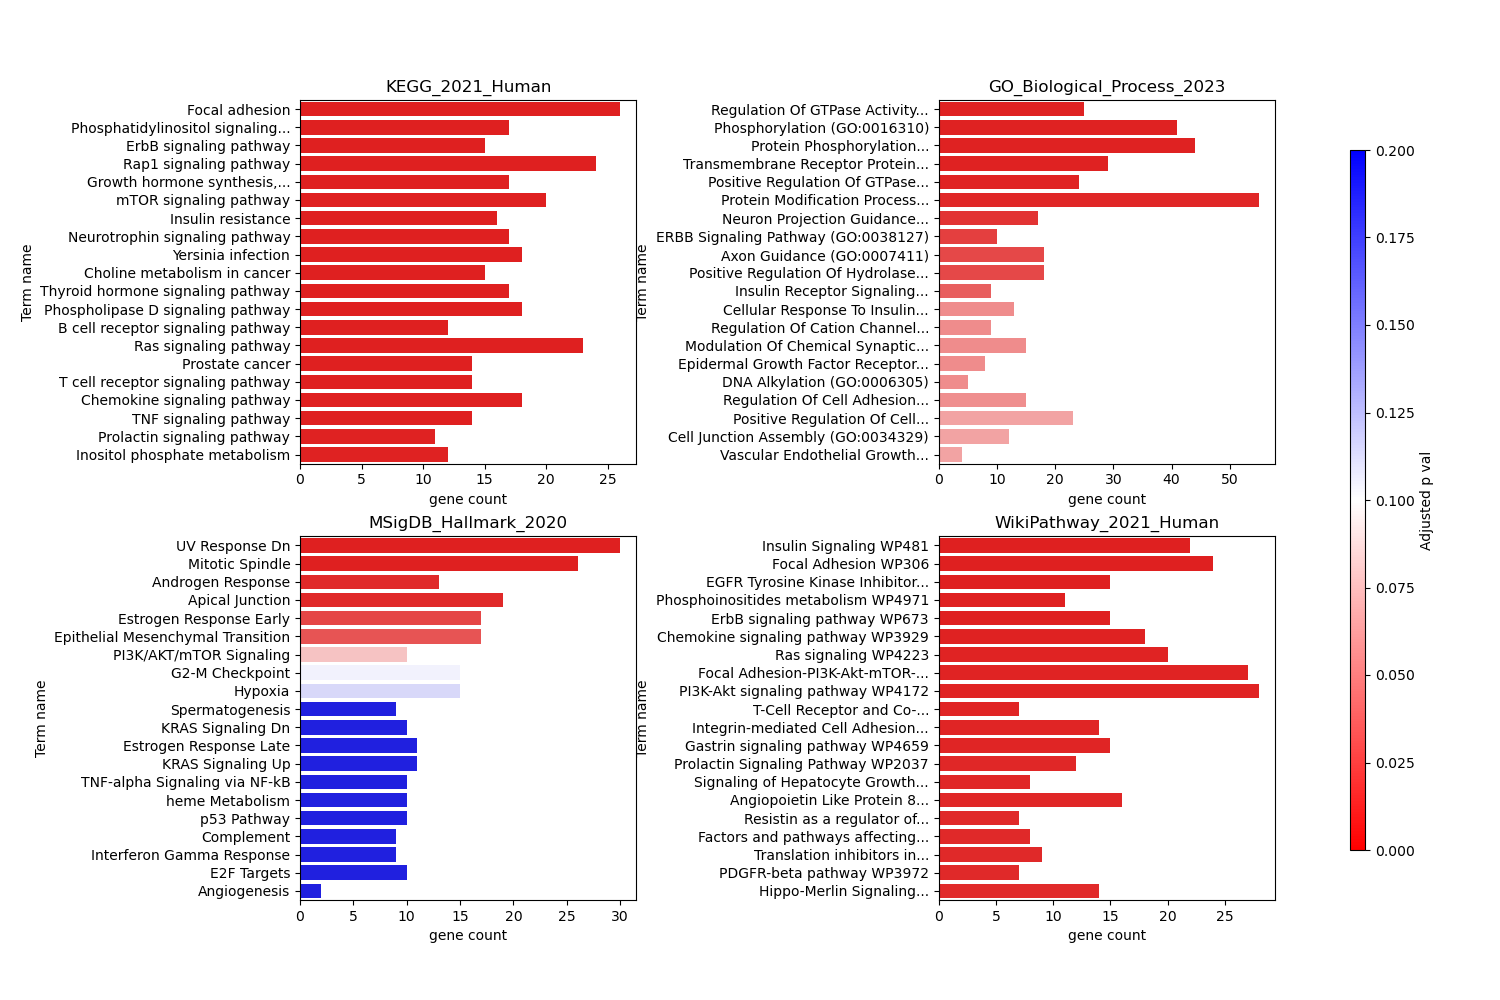 KEGG_2021_Human
Term name
Focal adhesion
Phosphatidylinositol signaling...
ErbB signaling pathway
Rap1 signaling pathway
Growth hormone synthesis,...
mTOR signaling pathway
Insulin resistance
Neurotrophin signaling pathway
Yersinia infection
Choline metabolism in cancer
Thyroid hormone signaling pathway
Phospholipase D signaling pathway
B cell receptor signaling pathway
Ras signaling pathway
Prostate cancer
T cell receptor signaling pathway
Chemokine signaling pathway
TNF signaling pathway
Prolactin signaling pathway
Inositol phosphate metabolism
0 5 10 15 20 25
gene count
GO_Biological_Process_2023
Term name
Regulation Of GTPase Activity...
Phosphorylation (GO:0016310)
Protein Phosphorylation...
Transmembrane Receptor Protein...
Positive Regulation Of GTPase...
Protein Modification Process...
Neuron Projection Guidance...
ERBB Signaling Pathway (GO:0038127)
Axon Guidance (GO:0007411)
Positive Regulation Of Hydrolase...
Insulin Receptor Signaling...
Cellular Response To Insulin...
Regulation Of Cation Channel...
Modulation Of Chemical Synaptic...
Epidermal Growth Factor Receptor...
DNA Alkylation (GO:0006305)
Regulation Of Cell Adhesion...
Positive Regulation Of Cell...
Cell Junction Assembly (GO:0034329)
Vascular Endothelial Growth...
0 10 20 30 40 50
gene count
MSigDB_Hallmark_2020
Term name
UV Response Dn
Mitotic Spindle
Androgen Response
Apical Junction
Estrogen Response Early
Epithelial Mesenchymal Transition
PI3K/AKT/mTOR Signaling
G2-M Checkpoint
Hypoxia
Spermatogenesis
KRAS Signaling Dn
Estrogen Response Late
KRAS Signaling Up
TNF-alpha Signaling via NF-kB
heme Metabolism
p53 Pathway
Complement
Interferon Gamma Response
E2F Targets
Angiogenesis
0 5 10 15 20 25 30
gene count
WikiPathway_2021_Human
Term name
Insulin Signaling WP481
Focal Adhesion WP306
EGFR Tyrosine Kinase Inhibitor...
Phosphoinositides metabolism WP4971
ErbB signaling pathway WP673
Chemokine signaling pathway WP3929
Ras signaling WP4223
Focal Adhesion-PI3K-Akt-mTOR-...
PI3K-Akt signaling pathway WP4172
T-Cell Receptor and Co-...
Integrin-mediated Cell Adhesion...
Gastrin signaling pathway WP4659
Prolactin Signaling Pathway WP2037
Signaling of Hepatocyte Growth...
Angiopoietin Like Protein 8...
Resistin as a regulator of...
Factors and pathways affecting...
Translation inhibitors in...
PDGFR-beta pathway WP3972
Hippo-Merlin Signaling...
0 5 10 15 20 25
gene count
0.200
0.175
0.150
0.125
0.100
0.075
0.050
0.025
0.000
Adjusted p val